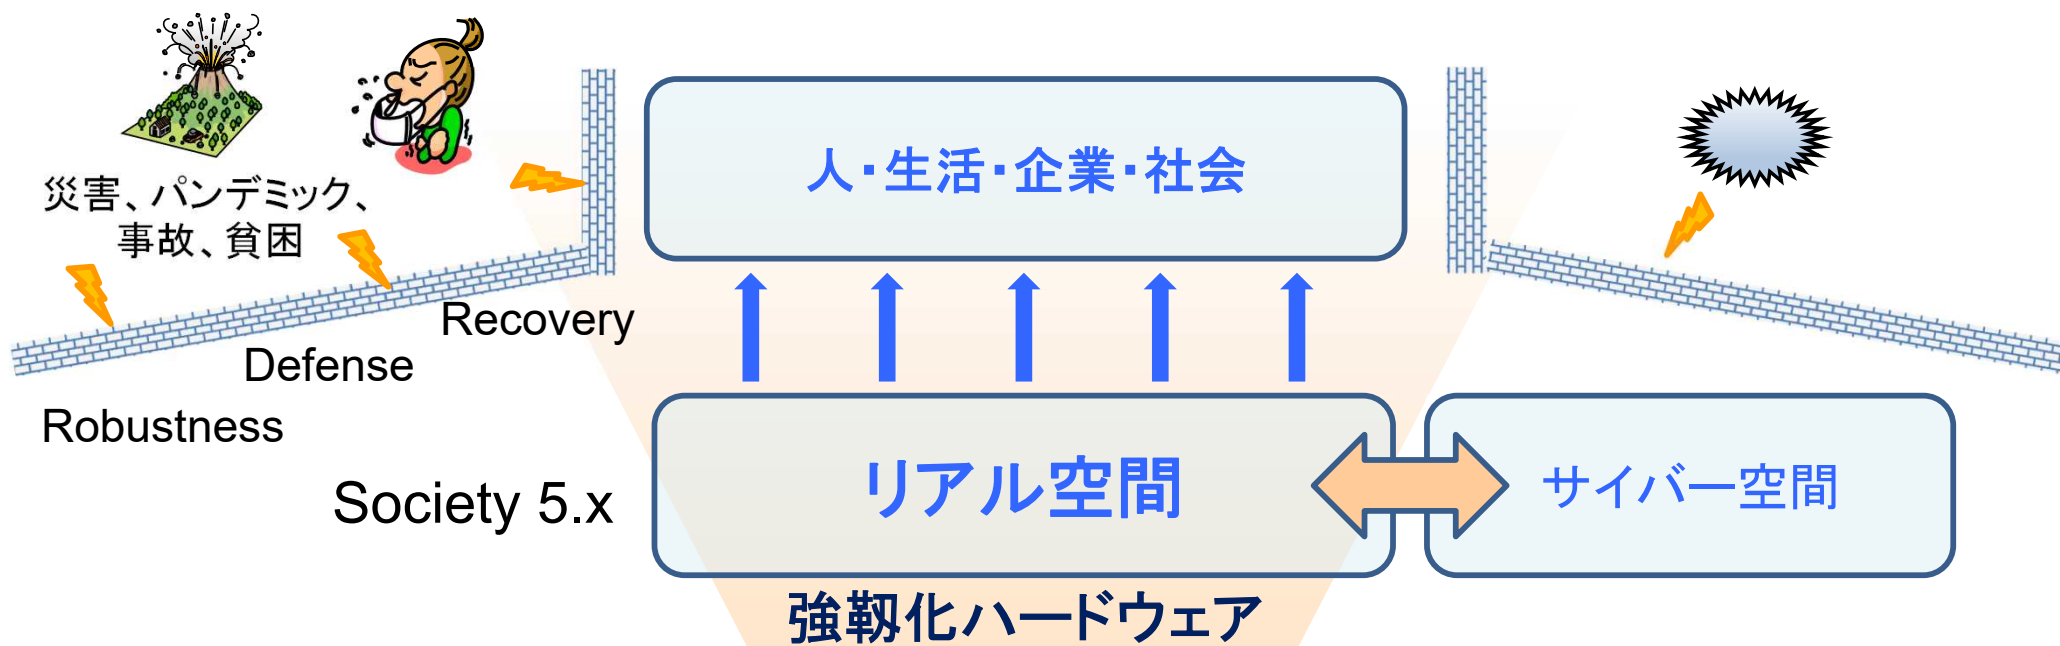 人・生活・企業・社会
災害、パンデミック、
事故、貧困
Recovery
Defense
Robustness
Society 5.x
リアル空間
サイバー空間
強靱化ハードウェア